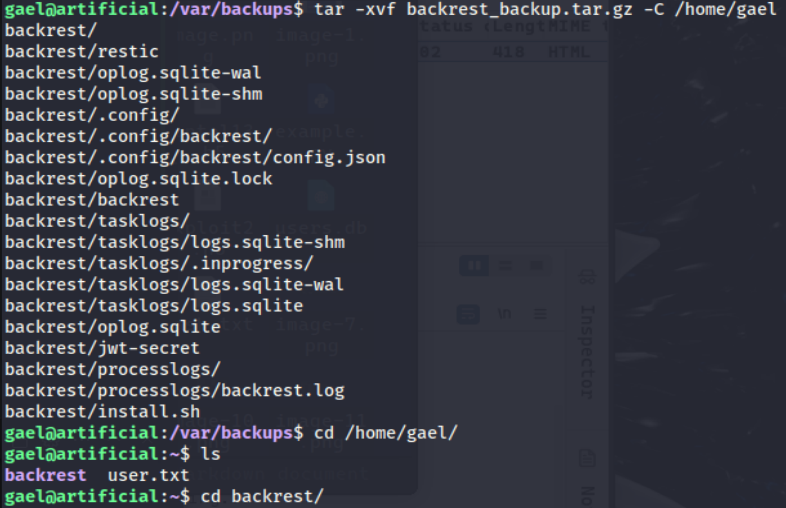 gael@artificial:/var/backups$ tar -xvf backrest_backup.tar.gz -C /home/gael
backrest/
backrest/restic
backrest/oplog.sqlite-wal
backrest/oplog.sqlite-shm
backrest/.config/
backrest/.config/backrest/
backrest/.config/backrest/config.json
backrest/oplog.sqlite.lock
backrest/backrest
backrest/tasklogs/
backrest/tasklogs/logs.sqlite-shm
backrest/tasklogs/.inprogress/
backrest/tasklogs/logs.sqlite-wal
backrest/tasklogs/logs.sqlite
backrest/oplog.sqlite
backrest/jwt-secret
backrest/processlogs/
backrest/processlogs/backrest.log
backrest/install.sh
gael@artificial:/var/backups$ cd /home/gael/
gael@artificial:~$ ls
backrest  user.txt
gael@artificial:~$ cd backrest/
Inspector